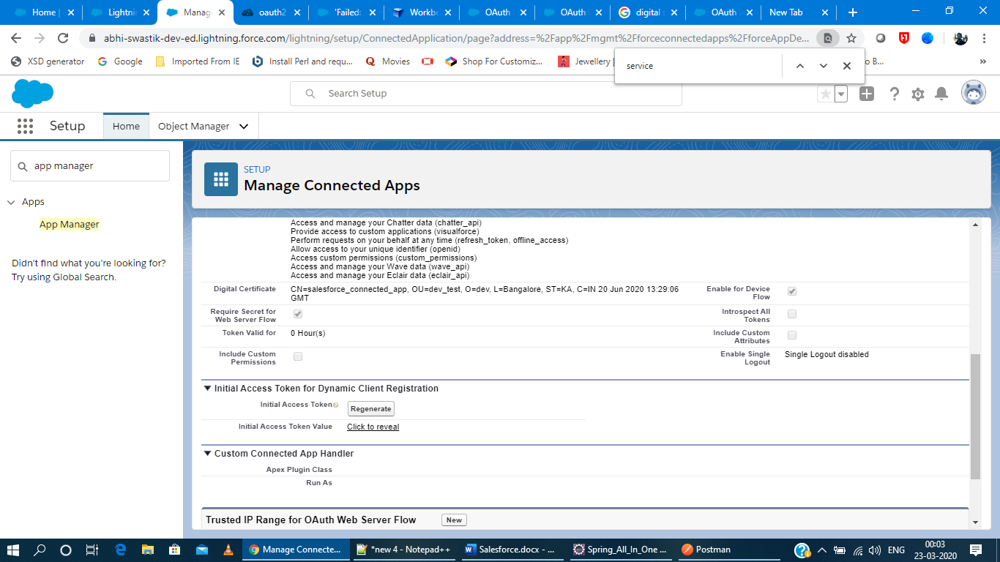 Home |
Lightni
Manag
oauth2
'Failed:
Workbe
OAuth
OAuth
digital
OAuth
New Tab
abhi-swastik-dev-ed.lightning.force.com/lightning/setup/ConnectedApplication/page?address=%2Fapp%2Fmgmt%2Fforceconnectedapps%2FforceAppDe...
XSD generator
Google
Imported From IE
Install Perl and requ...
Movies
Shop For Customiz...
Jewellery
o B...
»
service
Search Setup
Setup
Home
Object Manager
app manager
Apps
App Manager
Didn't find what you're looking for?
Try using Global Search.
SETUP
Manage Connected Apps
Access and manage your Chatter data (chatter_api)
Provide access to custom applications (visualforce)
Perform requests on your behalf at any time (refresh_token, offline_access)
Allow access to your unique identifier (openid)
Access custom permissions (custom_permissions)
Access and manage your Wave data (wave_api)
Access and manage your Eclair data (eclair_api)
Digital Certificate
CN=salesforce_connected_app, OU=dev_test, O=dev, L=Bangalore, ST=KA, C=IN 20 Jun 2020 13:29:06
GMT
Enable for Device
Flow
Require Secret for
Web Server Flow
Introspect All
Tokens
Token Valid for
0 Hour(s)
Include Custom
Attributes
Include Custom
Permissions
Enable Single
Logout
Single Logout disabled
Initial Access Token for Dynamic Client Registration
Initial Access Token
Regenerate
Initial Access Token Value
Click to reveal
Custom Connected App Handler
Apex Plugin Class
Run As
Trusted IP Range for OAuth Web Server Flow
New
Manage Connecte...
*new 4 - Notepad++
Salesforce.docx - ...
Spring_All_In_One ...
Postman
ENG
00:03
23-03-2020